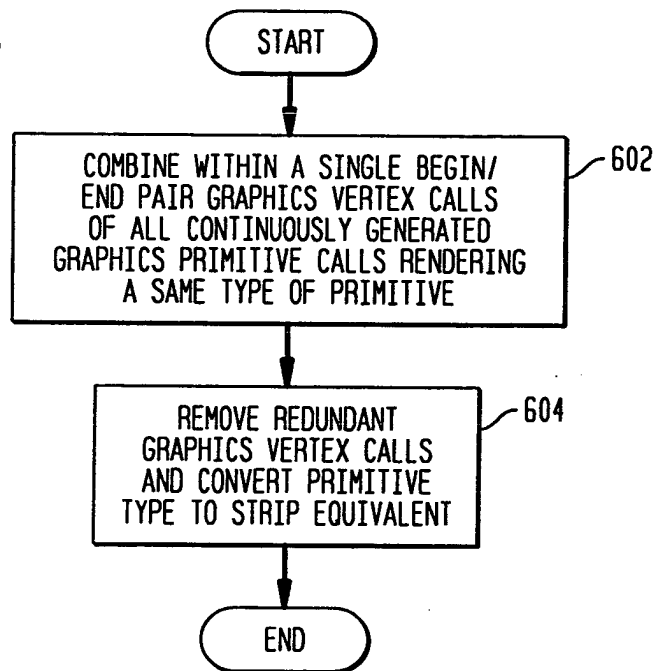 START
COMBINE WITHIN A SINGLE BEGIN/
END PAIR GRAPHICS VERTEX CALLS
OF ALL CONTINUOUSLY GENERATED
GRAPHICS PRIMITIVE CALLS RENDERING
A SAME TYPE OF PRIMITIVE
602
REMOVE REDUNDANT
GRAPHICS VERTEX CALLS
AND CONVERT PRIMITIVE
TYPE TO STRIP EQUIVALENT
604
END